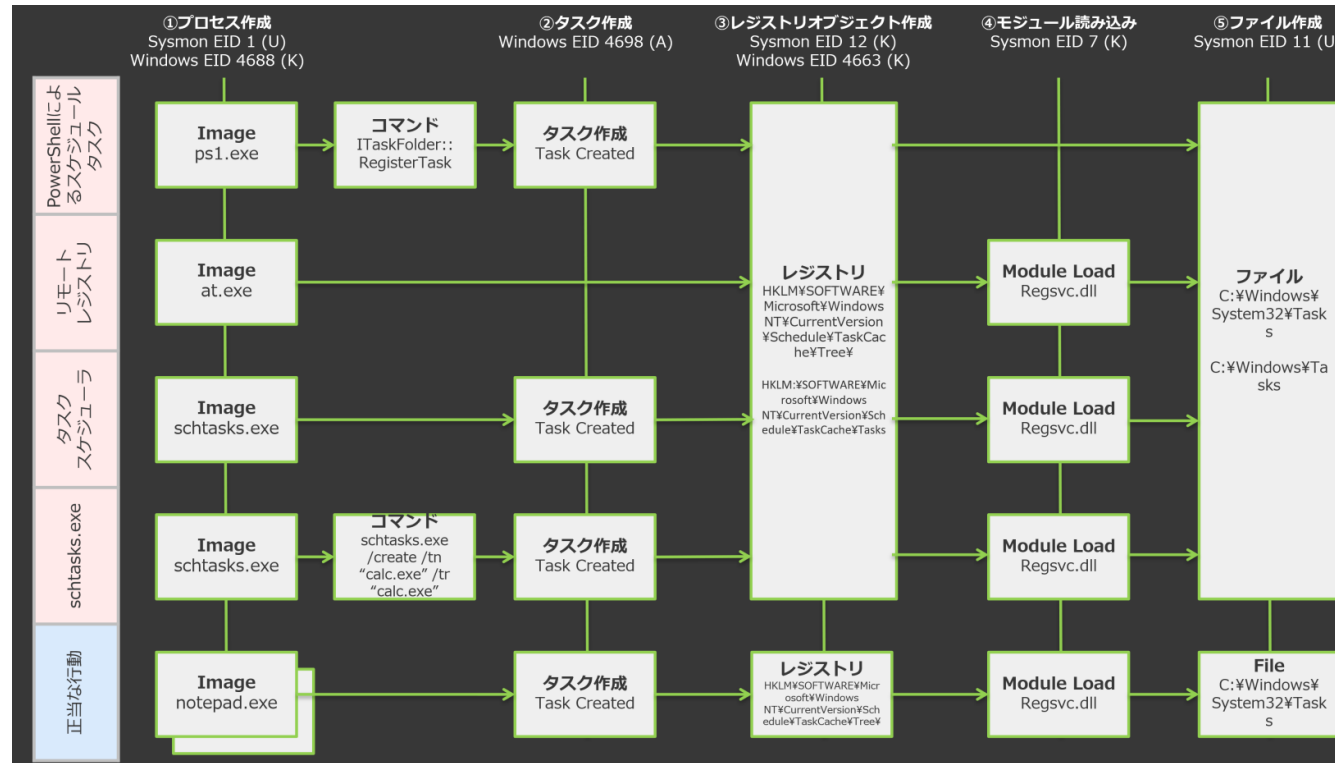 ①プロセス作成
Sysmon EID 1 (U)
Windows EID 4688 (K)
②タスク作成
Windows EID 4698 (A)
③レジストリオブジェクト作成
Sysmon EID 12 (K)
Windows EID 4663 (K)
④モジュール読み込み
Sysmon EID 7 (K)
⑤ファイル作成
Sysmon EID 11 (U
PowerShellによ
るスケジュール
タスク
Image
ps1.exe
コマンド
ITaskFolder::
RegisterTask
タスク作成
Task Created
リモート
レジストリ
Image
at.exe
レジストリ
HKLM¥SOFTWARE¥
Microsoft¥Windows
NT¥CurrentVersion
¥Schedule¥TaskCac
he¥Tree¥
HKLM:¥SOFTWARE¥Mic
rosoft¥Windows
NT¥CurrentVersion¥Sch
edule¥TaskCache¥Tasks
Module Load
Regsvc.dll
ファイル
C:¥Windows¥
System32¥Task
s
C:¥Windows¥Ta
sks
タスク
スケジューラ
Image
schtasks.exe
タスク作成
Task Created
Module Load
Regsvc.dll
schtasks.exe
Image
schtasks.exe
コマンド
schtasks.exe
/create /tn
“calc.exe” /tr
“calc.exe”
タスク作成
Task Created
Module Load
Regsvc.dll
正当な行動
Image
notepad.exe
タスク作成
Task Created
レジストリ
HKLM¥SOFTWARE¥Micr
osoft¥Windows
NT¥CurrentVersion¥Sch
edule¥TaskCache¥Tree¥
Module Load
Regsvc.dll
File
C:¥Windows¥
System32¥Task
s